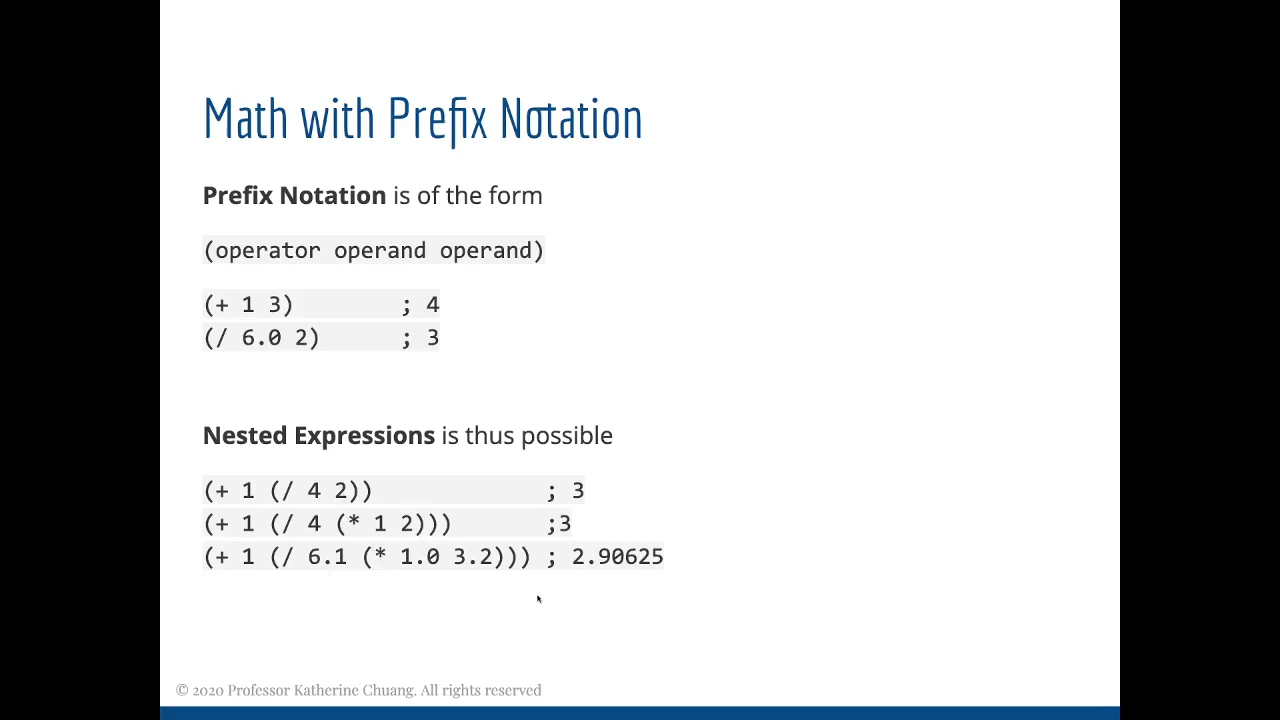 Math with Prefix Notation
Prefix Notation is of the form
(operator operand operand)
(+ 1 3)        ; 4
(/ 6.0 2)      ; 3
Nested Expressions is thus possible
(+ 1 (/ 4 2))             ; 3
(+ 1 (/ 4 (* 1 2)))       ;3
(+ 1 (/ 6.1 (* 1.0 3.2))) ; 2.90625
© 2020 Professor Katherine Chuang. All rights reserved